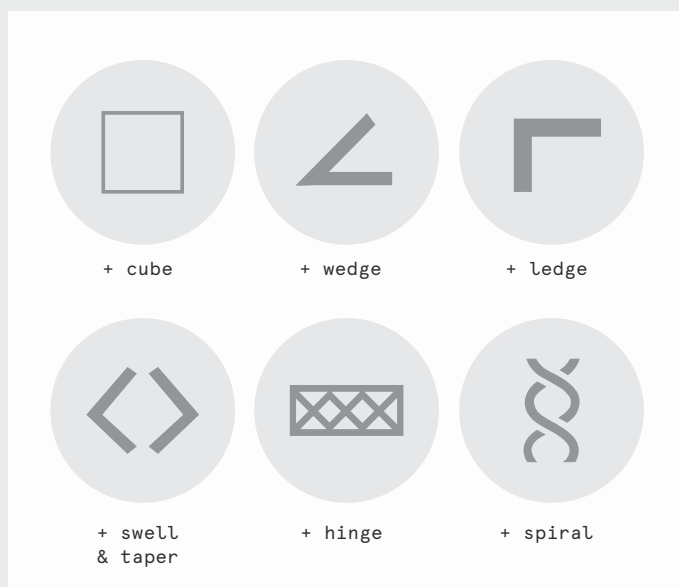 + cube
+ wedge
+ ledge
+ swell
& taper
+ hinge
+ spiral